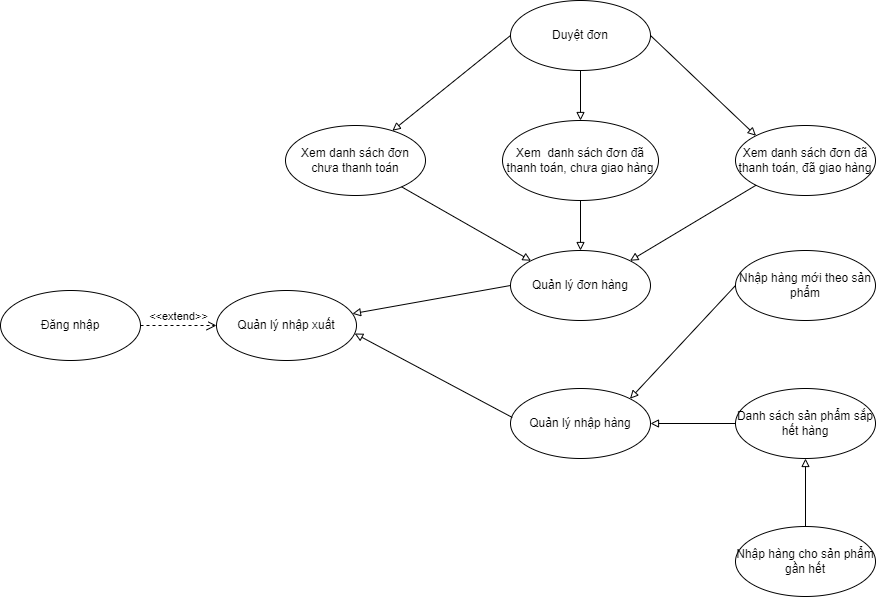 Duyệt đơn
Xem danh sách đơn
chưa thanh toán
Xem danh sách đơn đã
thanh toán, chưa giao hàng
Xem danh sách đơn đã
thanh toán, đã giao hàng
Quản lý đơn hàng
Nhập hàng mới theo sản
phẩm
Đăng nhập
<<extend>>
Quản lý nhập xuất
Quản lý nhập hàng
Danh sách sản phẩm sắp
hết hàng
Nhập hàng cho sản phẩm
gần hết